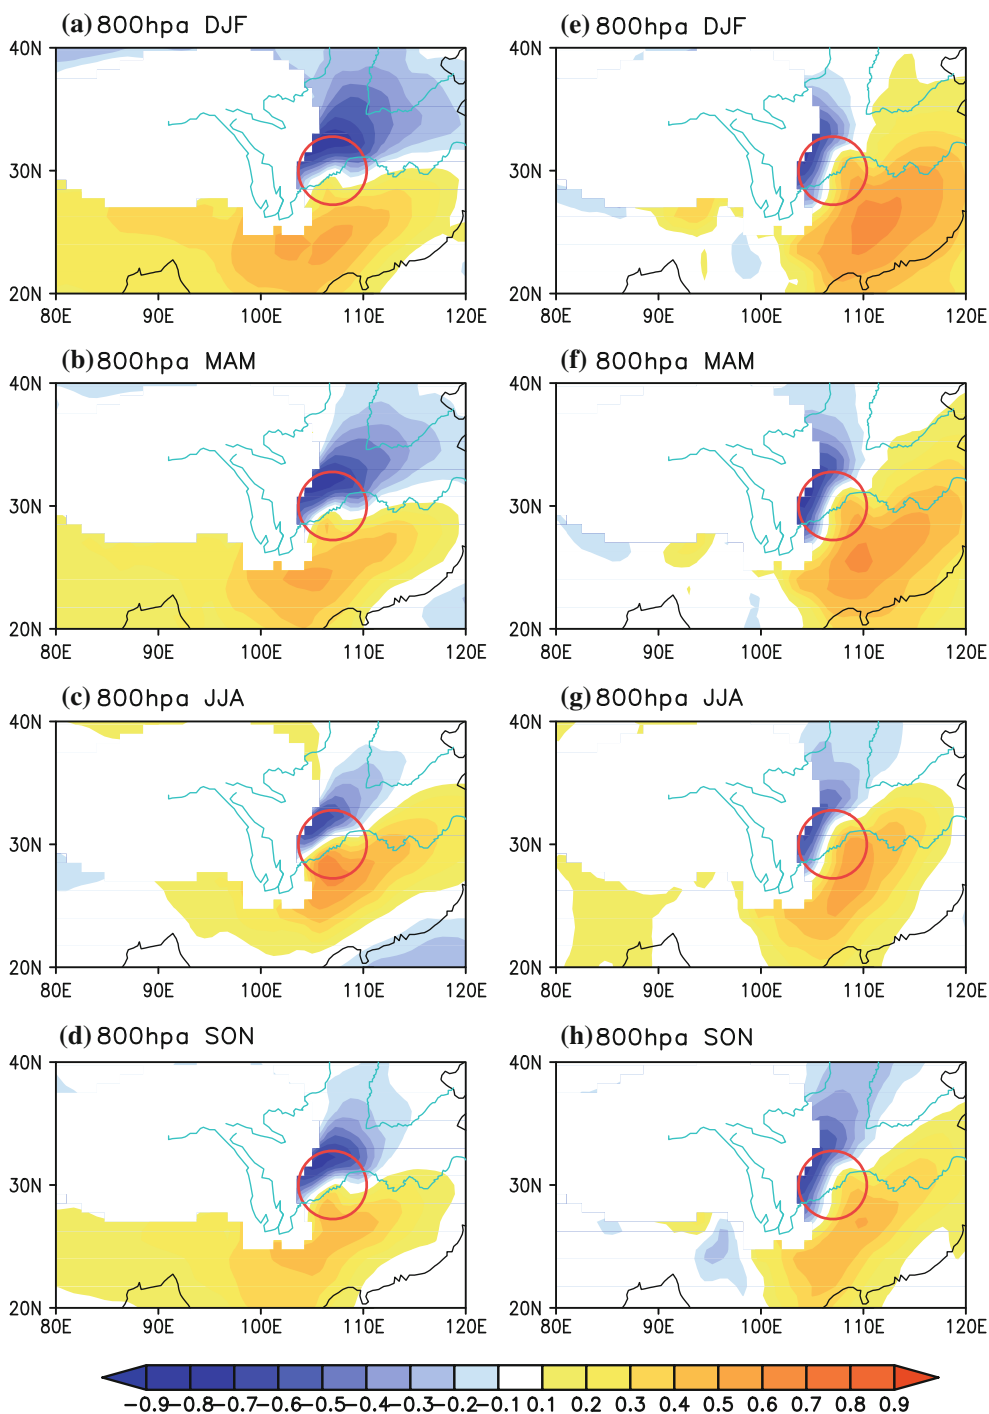 (a) 800hpa DJF
(e) 800hpa DJF
40N
30N
20N
80E 90E 100E 110E 120E
40N
30N
20N
80E 90E 100E 110E 120E
(b) 800hpa MAM
(f) 800hpa MAM
40N
30N
20N
80E 90E 100E 110E 120E
40N
30N
20N
80E 90E 100E 110E 120E
(c) 800hpa JJA
(g) 800hpa JJA
40N
30N
20N
80E 90E 100E 110E 120E
40N
30N
20N
80E 90E 100E 110E 120E
(d) 800hpa SON
(h) 800hpa SON
40N
30N
20N
80E 90E 100E 110E 120E
40N
30N
20N
80E 90E 100E 110E 120E
-0.9 -0.8 -0.7 -0.6 -0.5 -0.4 -0.3 -0.2 -0.1 0.1 0.2 0.3 0.4 0.5 0.6 0.7 0.8 0.9